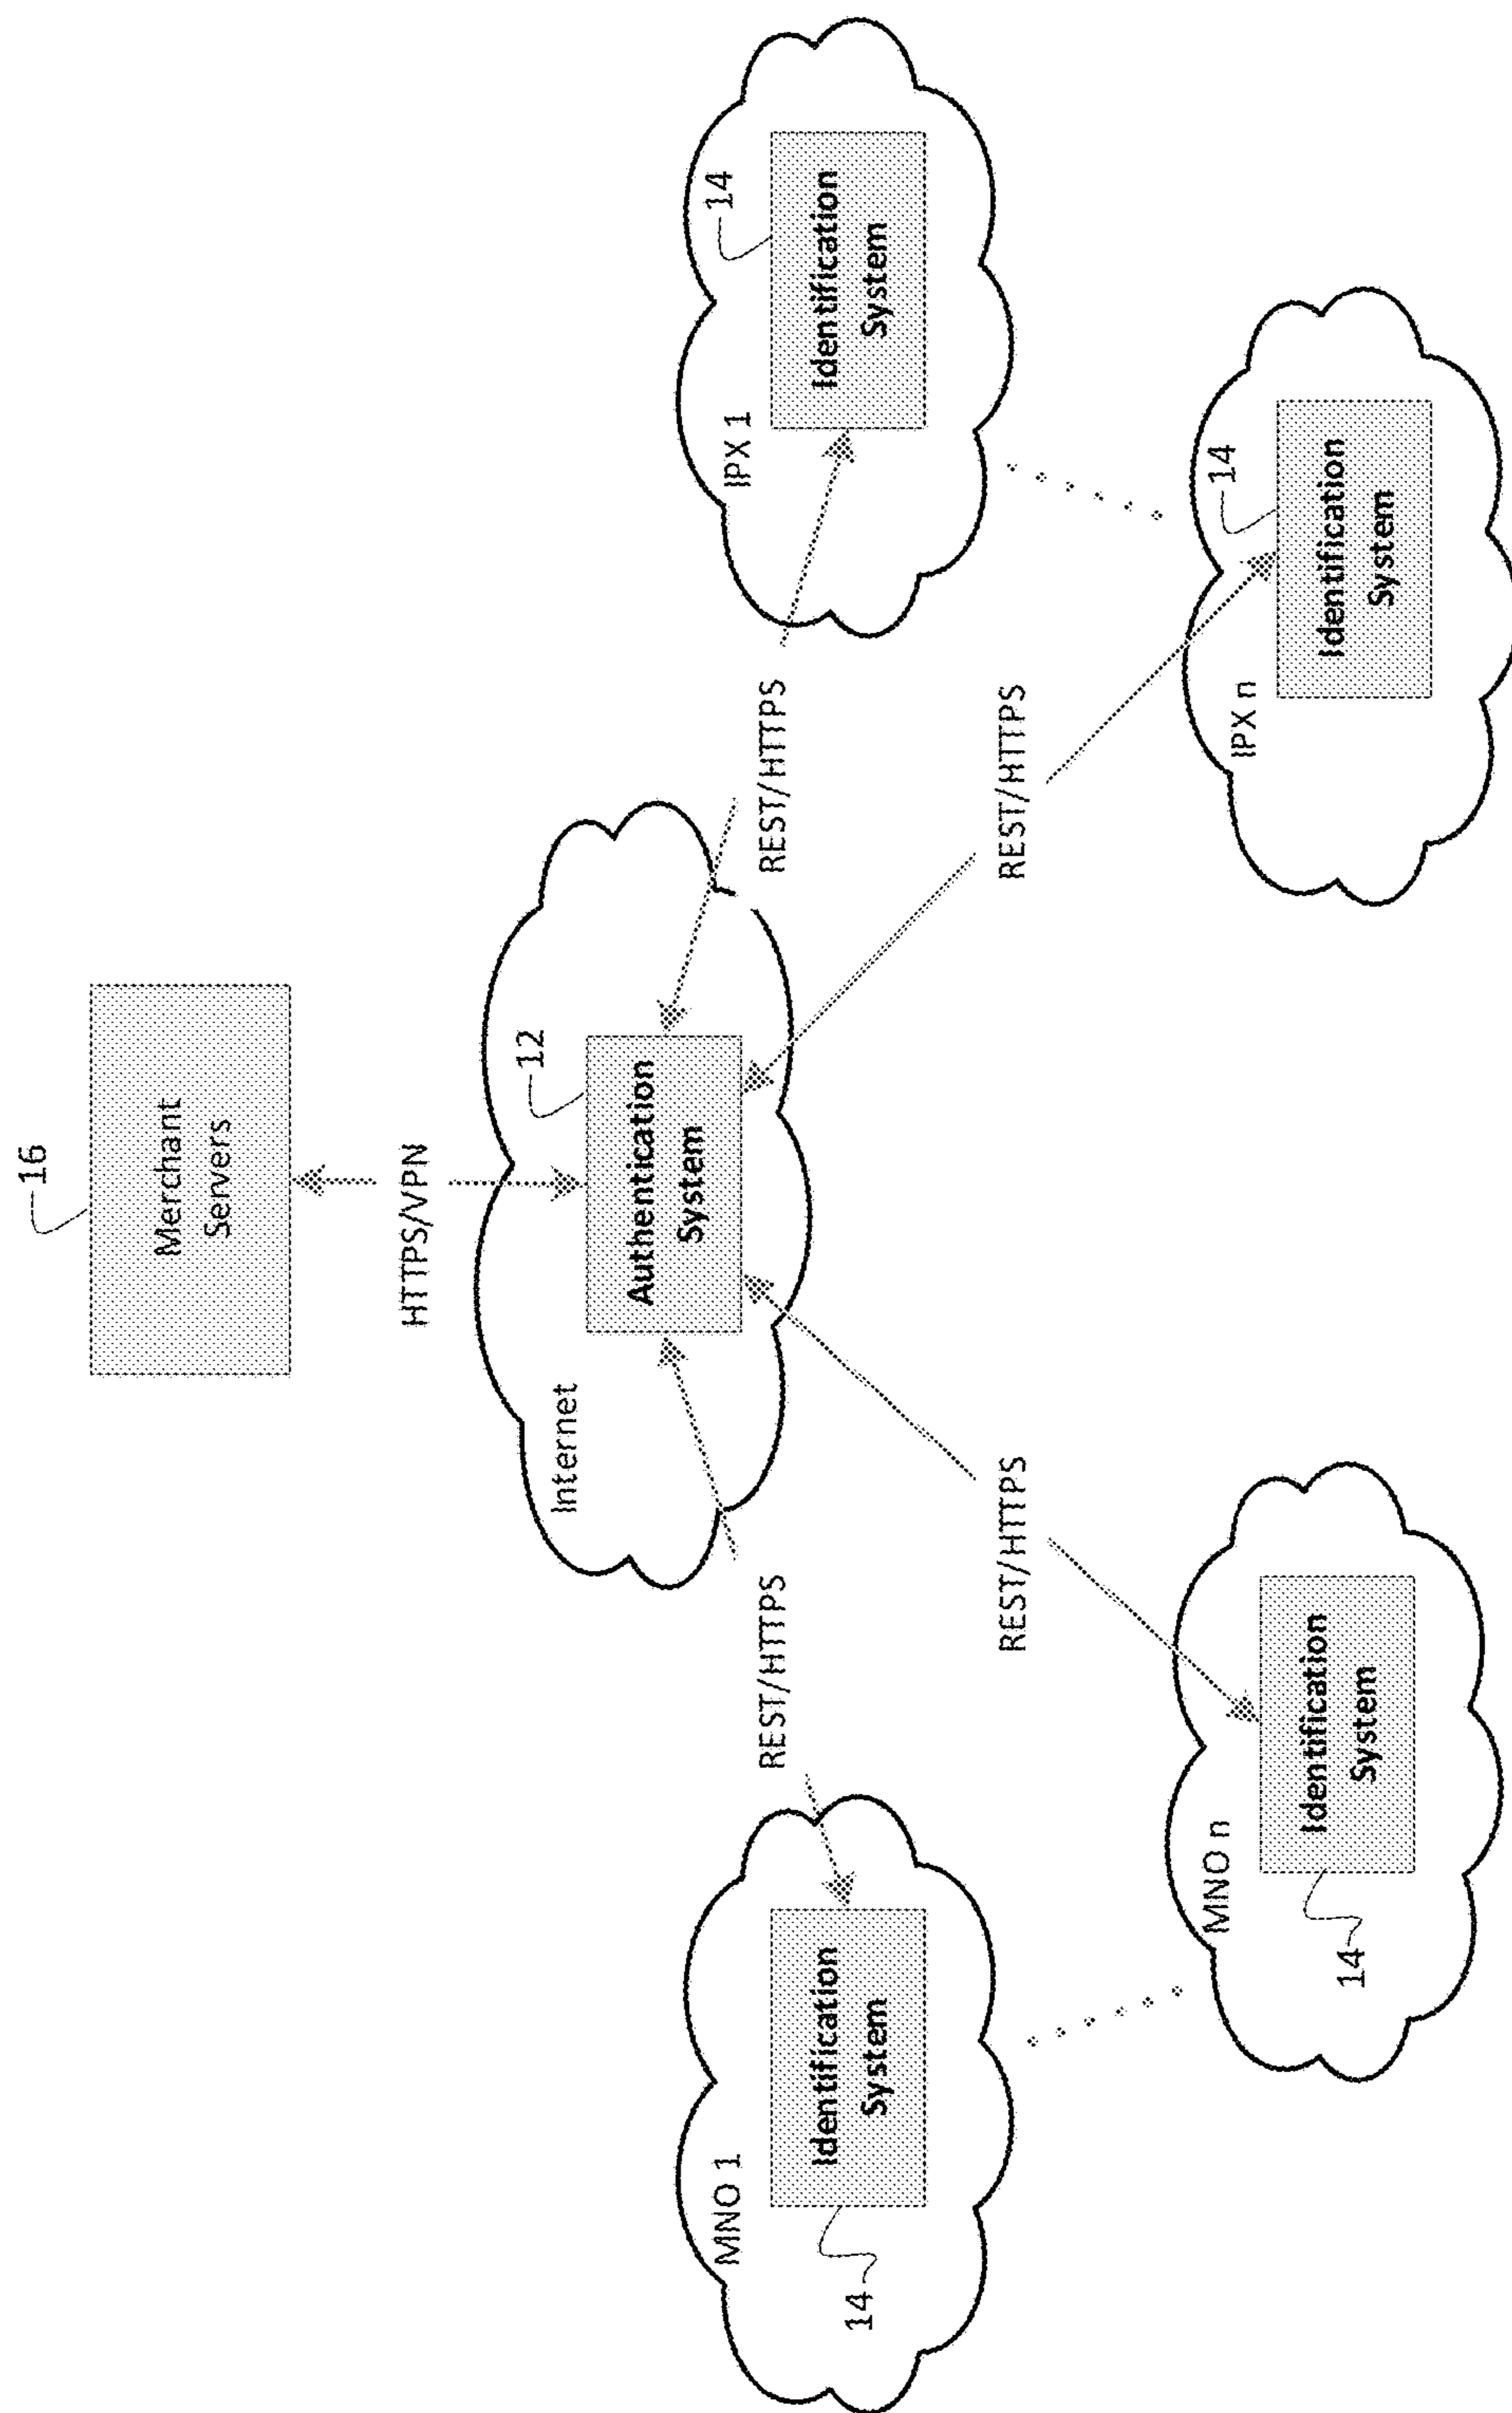 16
Merchant
Servers
HTTPS/VPN
Internet
12
Authentication
System
REST/HTTPS
REST/HTTPS
MNO 1
Identification
System
14
IPX 1
14
Identification
System
REST/HTTPS
REST/HTTPS
MNO n
Identification
System
14
IPX n
14
Identification
System